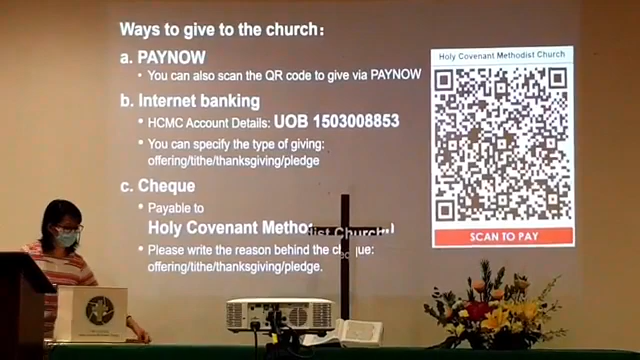 Ways to give to the church:
a. PAYNOW
• You can also scan the QR code to give via PAYNOW
b. Internet banking
• HCMC Account Details: UOB 1503008853
• You can specify the type of giving:
offering/tithe/thanksgiving/pledge
c. Cheque
• Payable to
Holy Covenant Methodist Church
• Please write the reason behind the cheque:
offering/tithe/thanksgiving/pledge.
Holy Covenant Methodist Church
SCAN TO PAY